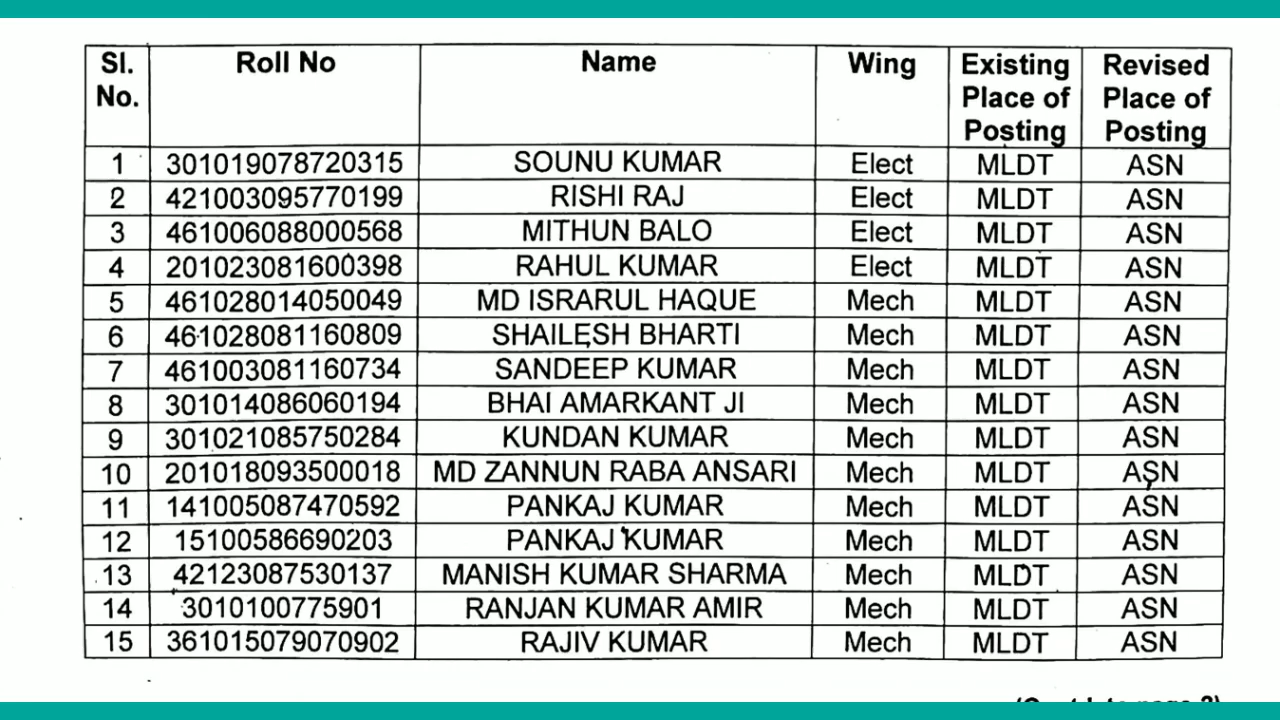 Sl. No. Roll No Name Wing Existing Place of Posting Revised Place of Posting
1 301019078720315 SOUNU KUMAR Elect MLDT ASN
2 421003095770199 RISHI RAJ Elect MLDT ASN
3 461006088000568 MITHUN BALO Elect MLDT ASN
4 201023081600398 RAHUL KUMAR Elect MLDT ASN
5 461028014050049 MD ISRARUL HAQUE Mech MLDT ASN
6 461028081160809 SHAILESH BHARTI Mech MLDT ASN
7 461003081160734 SANDEEP KUMAR Mech MLDT ASN
8 301014086060194 BHAI AMARKANT JI Mech MLDT ASN
9 301021085750284 KUNDAN KUMAR Mech MLDT ASN
10 201018093500018 MD ZANNUN RABA ANSARI Mech MLDT ASN
11 141005087470592 PANKAJ KUMAR Mech MLDT ASN
12 15100586690203 PANKAJ KUMAR Mech MLDT ASN
13 42123087530137 MANISH KUMAR SHARMA Mech MLDT ASN
14 3010100775901 RANJAN KUMAR AMIR Mech MLDT ASN
15 361015079070902 RAJIV KUMAR Mech MLDT ASN